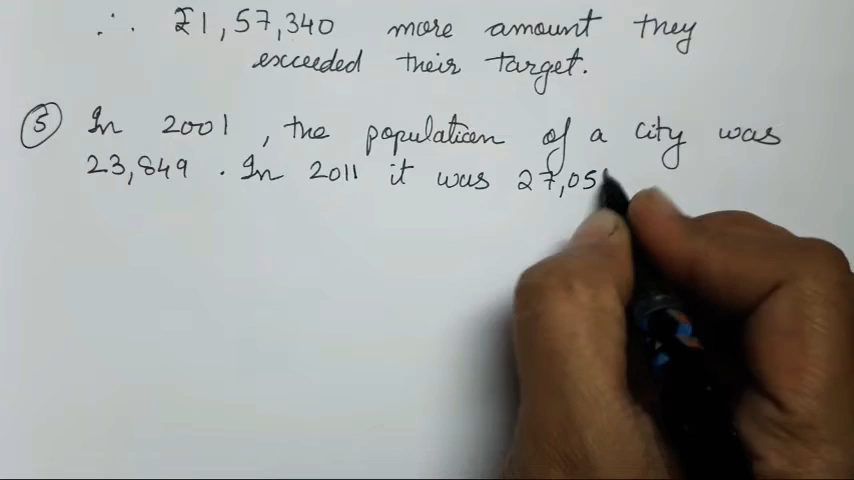 ∴ ₹1,57,340 more amount they
exceeded their target.
5 In 2001, the population of a city was
23,849. In 2011 it was 27,05